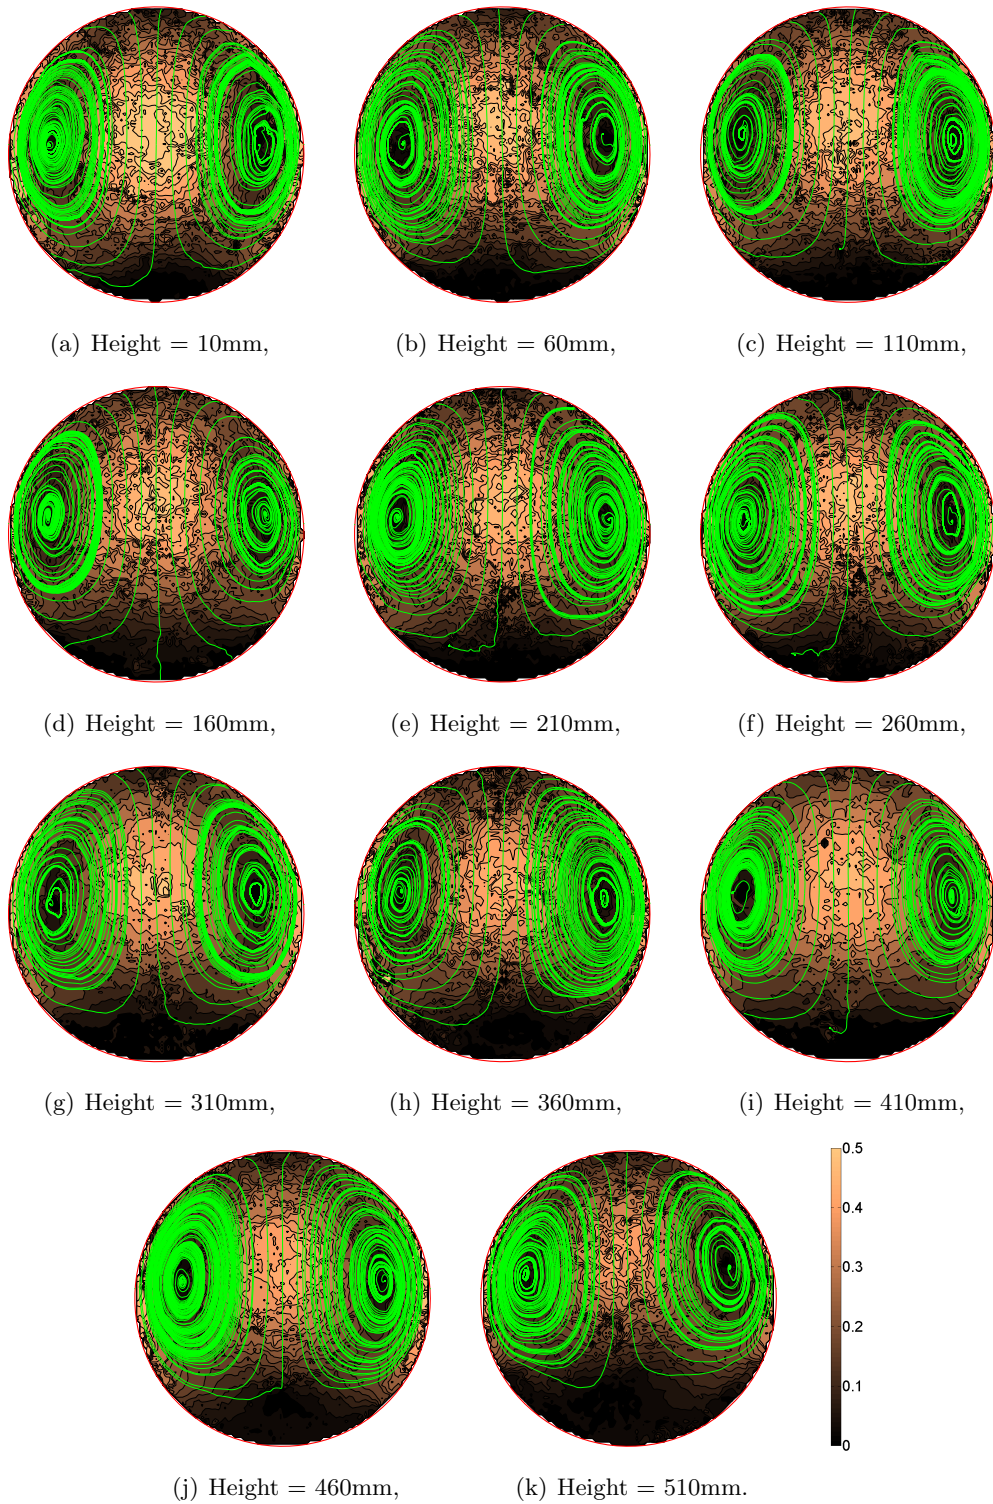 (a) Height = 10mm,
(b) Height = 60mm,
(c) Height = 110mm,
(d) Height = 160mm,
(e) Height = 210mm,
(f) Height = 260mm,
(g) Height = 310mm,
(h) Height = 360mm,
(i) Height = 410mm,
0.5
0.4
0.3
0.2
0.1
0
(j) Height = 460mm,
(k) Height = 510mm.